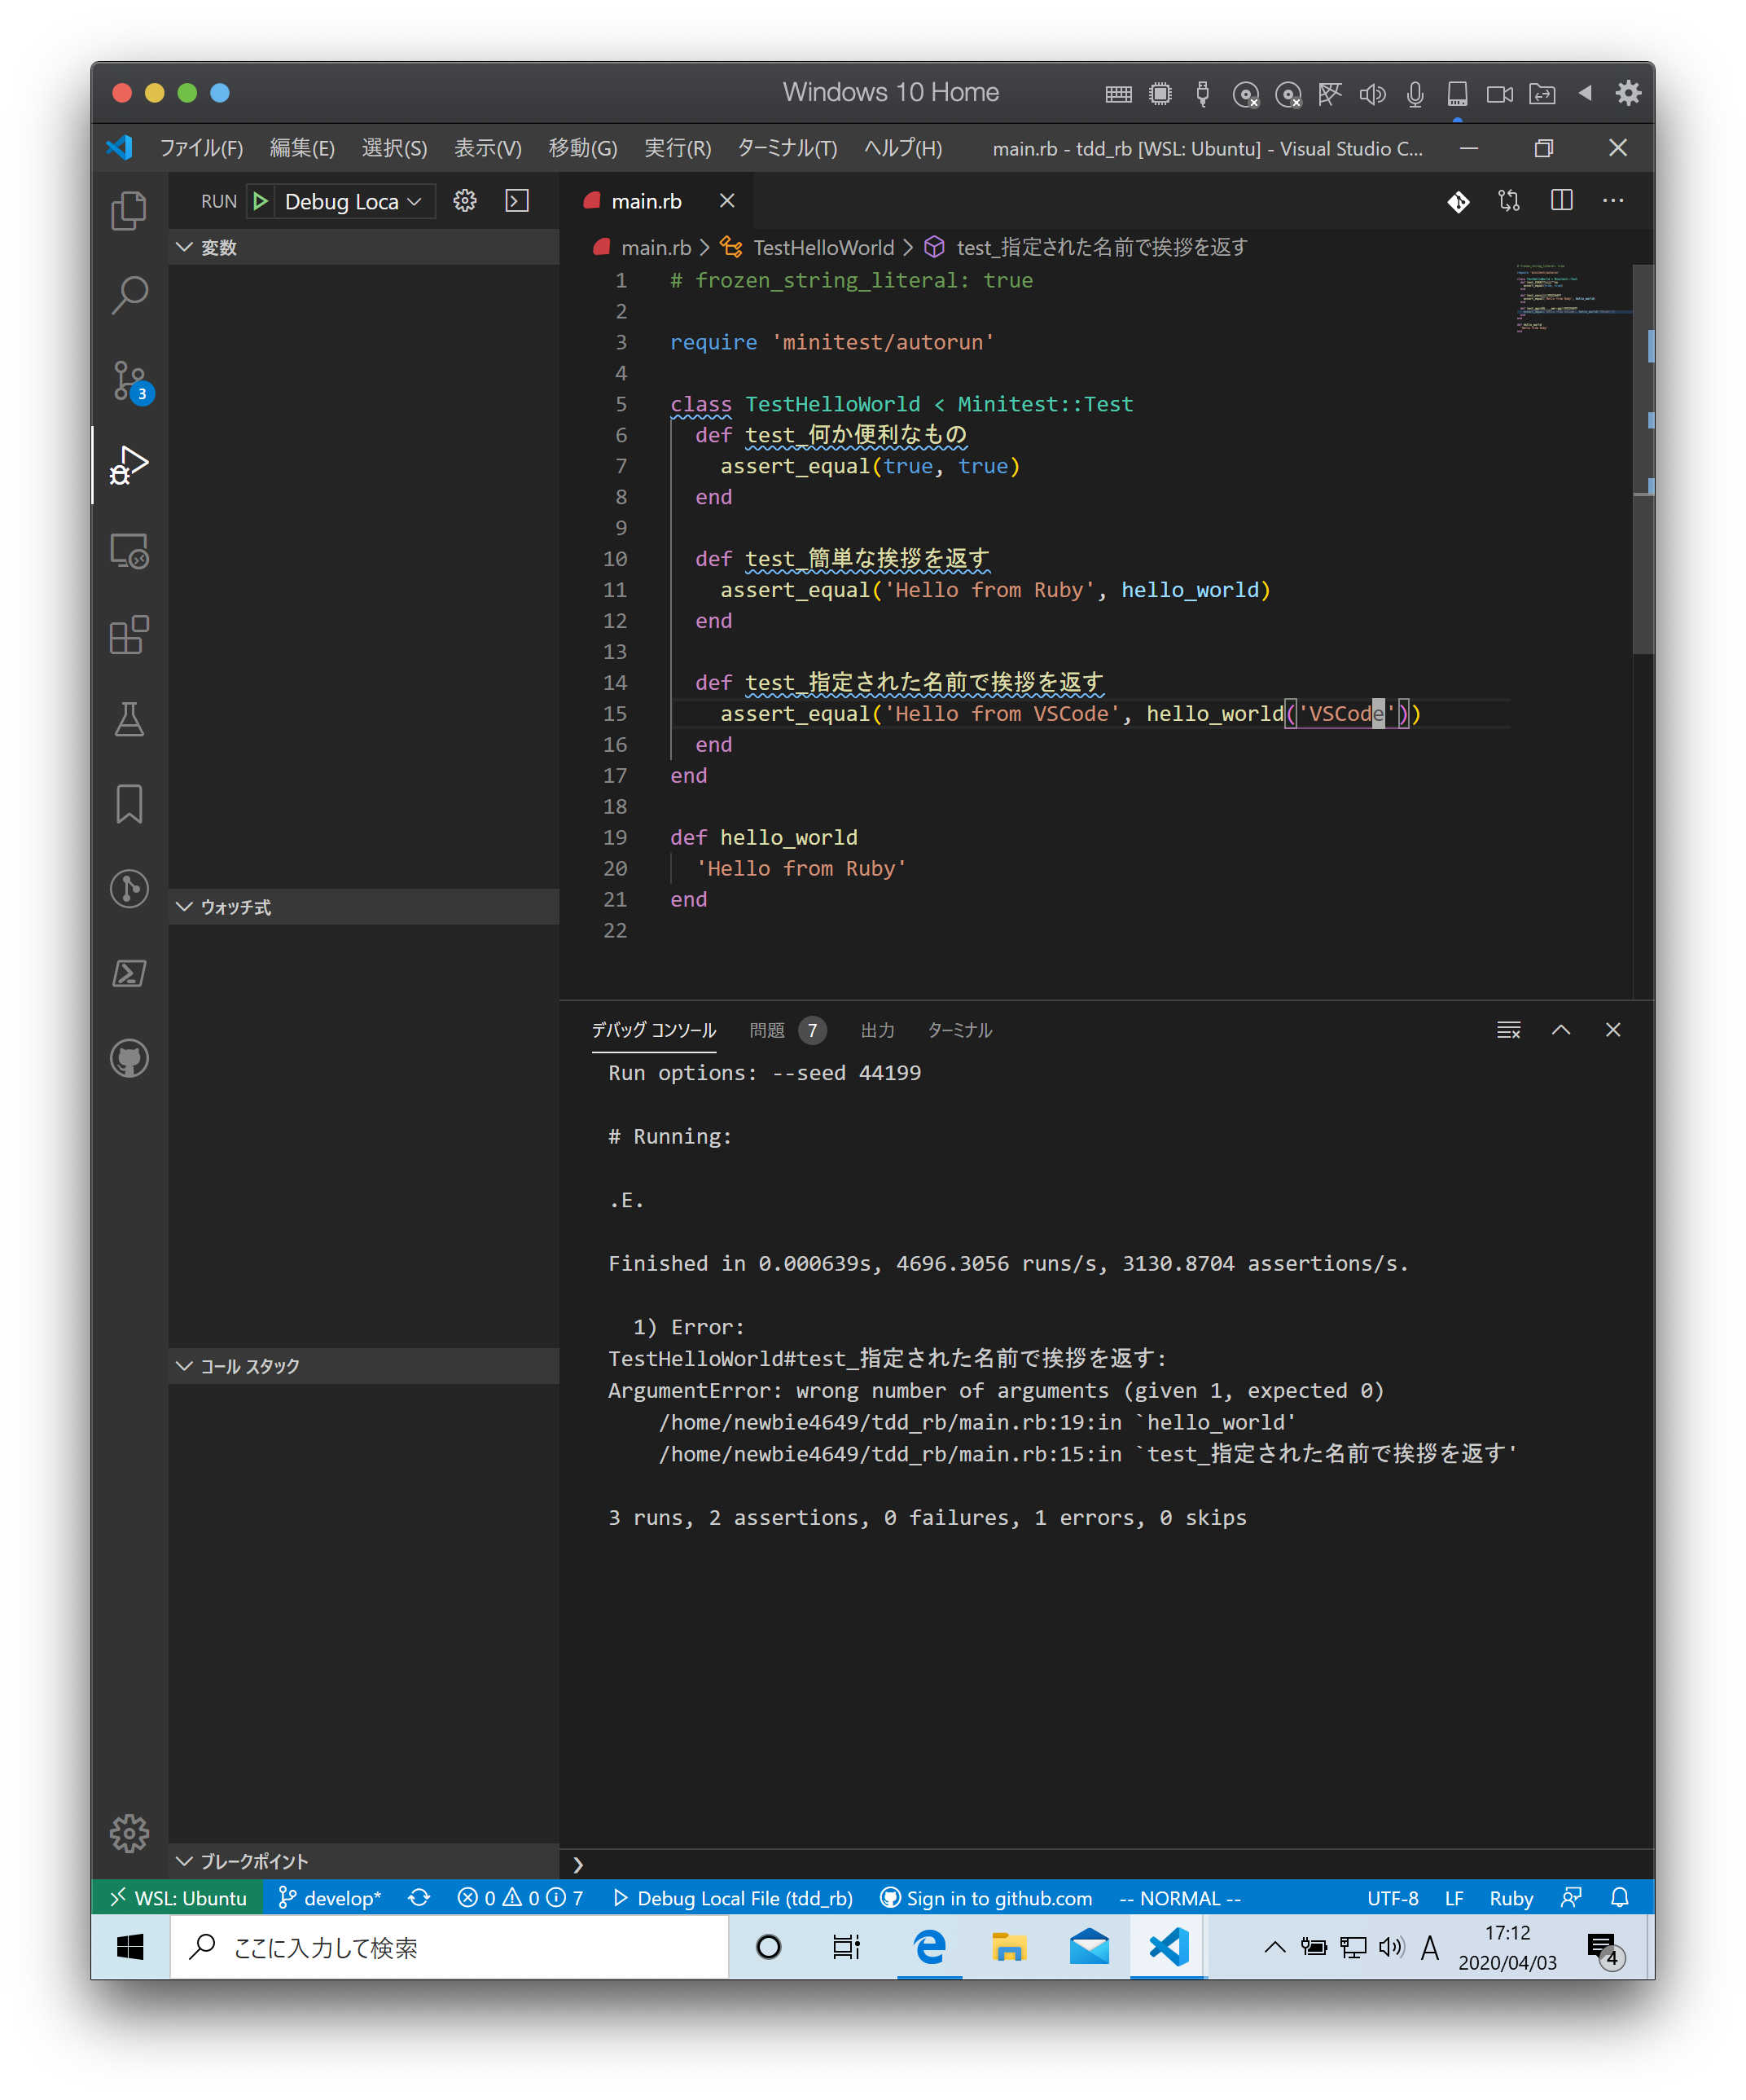 Windows 10 Home
ファイル(F) 編集(E) 選択(S) 表示(V) 移動(G) 実行(R) ターミナル(T) ヘルプ(H) main.rb - tdd_rb [WSL: Ubuntu] - Visual Studio C...
RUN Debug Loca
main.rb
変数
main.rb > TestHelloWorld > test_指定された名前で挨拶を返す
3
1 # frozen_string_literal: true
2
3 require 'minitest/autorun'
4
5 class TestHelloWorld < Minitest::Test
6 def test_何か便利なもの
7 assert_equal(true, true)
8 end
9
10 def test_簡単な挨拶を返す
11 assert_equal('Hello from Ruby', hello_world)
12 end
13
14 def test_指定された名前で挨拶を返す
15 assert_equal('Hello from VSCode', hello_world('VSCode'))
16 end
17 end
18
19 def hello_world
20 'Hello from Ruby'
21 end
22
ウォッチ式
コール スタック
ブレークポイント
デバッグ コンソール 問題 7 出力 ターミナル
Run options: --seed 44199
# Running:
.E.
Finished in 0.000639s, 4696.3056 runs/s, 3130.8704 assertions/s.
1) Error:
TestHelloWorld#test_指定された名前で挨拶を返す:
ArgumentError: wrong number of arguments (given 1, expected 0)
/home/newbie4649/tdd_rb/main.rb:19:in `hello_world'
/home/newbie4649/tdd_rb/main.rb:15:in `test_指定された名前で挨拶を返す'
3 runs, 2 assertions, 0 failures, 1 errors, 0 skips
WSL: Ubuntu develop* 0 0 7 Debug Local File (tdd_rb) Sign in to github.com -- NORMAL -- UTF-8 LF Ruby
ここに入力して検索
A
17:12
2020/04/03
4